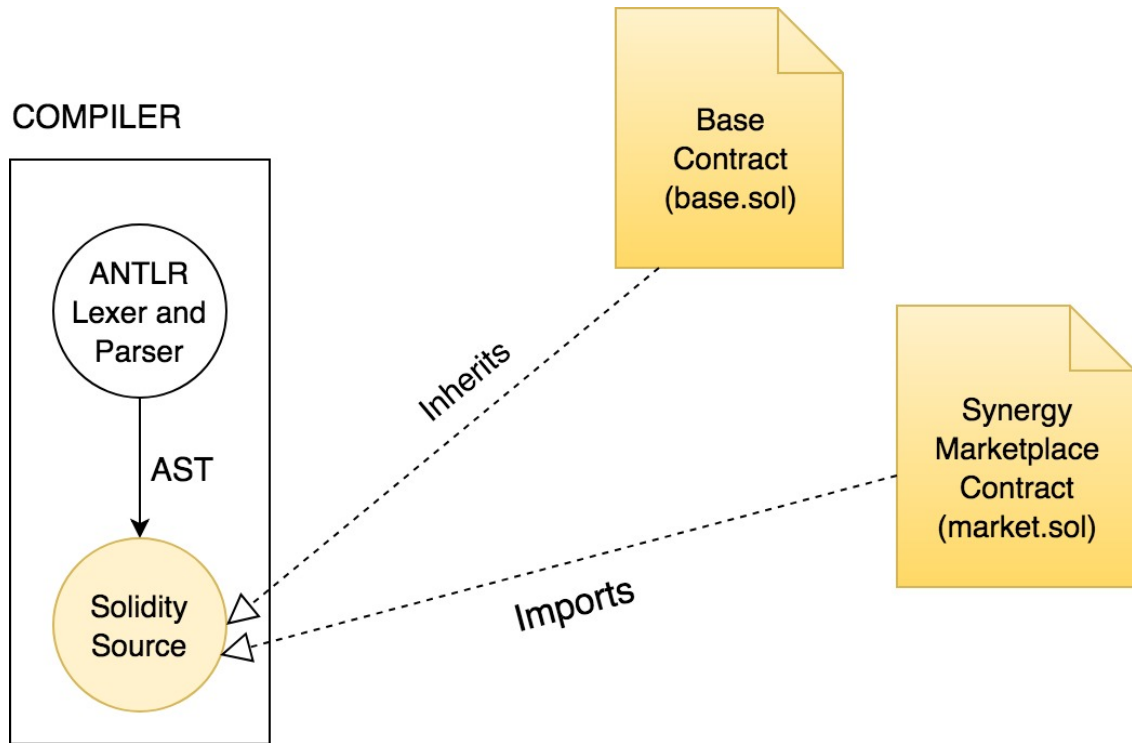 COMPILER
ANTLR
Lexer and
Parser
AST
Solidity
Source
Inherits
Imports
Base
Contract
(base.sol)
Synergy
Marketplace
Contract
(market.sol)